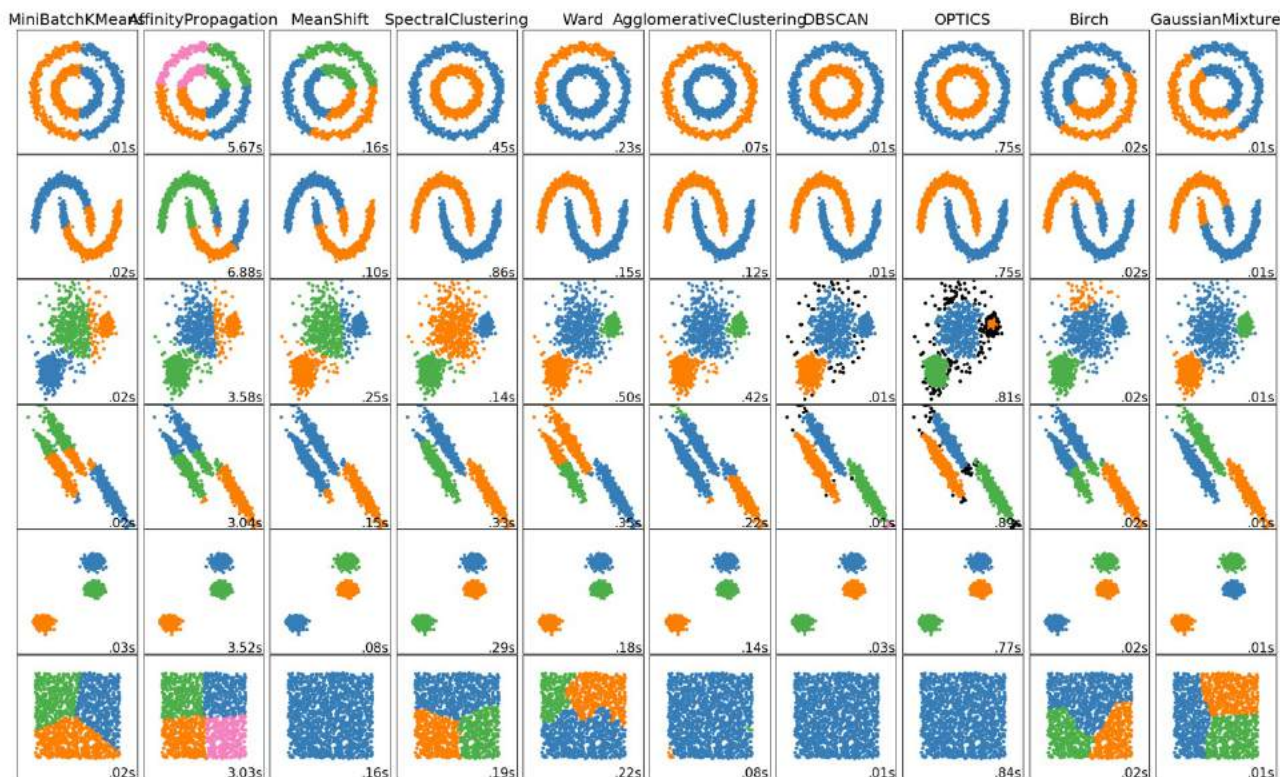 MiniBatchKMeans AffinityPropagation MeanShift SpectralClustering Ward AgglomerativeClustering DBSCAN OPTICS Birch GaussianMixture
.01s 5.67s .16s .45s .23s .07s .01s .75s .02s .01s
.02s 6.88s .10s .86s .15s .12s .01s .75s .02s .01s
.02s 3.58s .25s .14s .50s .42s .01s .81s .02s .01s
.02s 3.04s .15s .33s .35s .22s .01s .89s .02s .01s
.03s 3.52s .08s .29s .18s .14s .03s .77s .02s .01s
.02s 3.03s .16s .19s .22s .08s .01s .84s .02s .01s